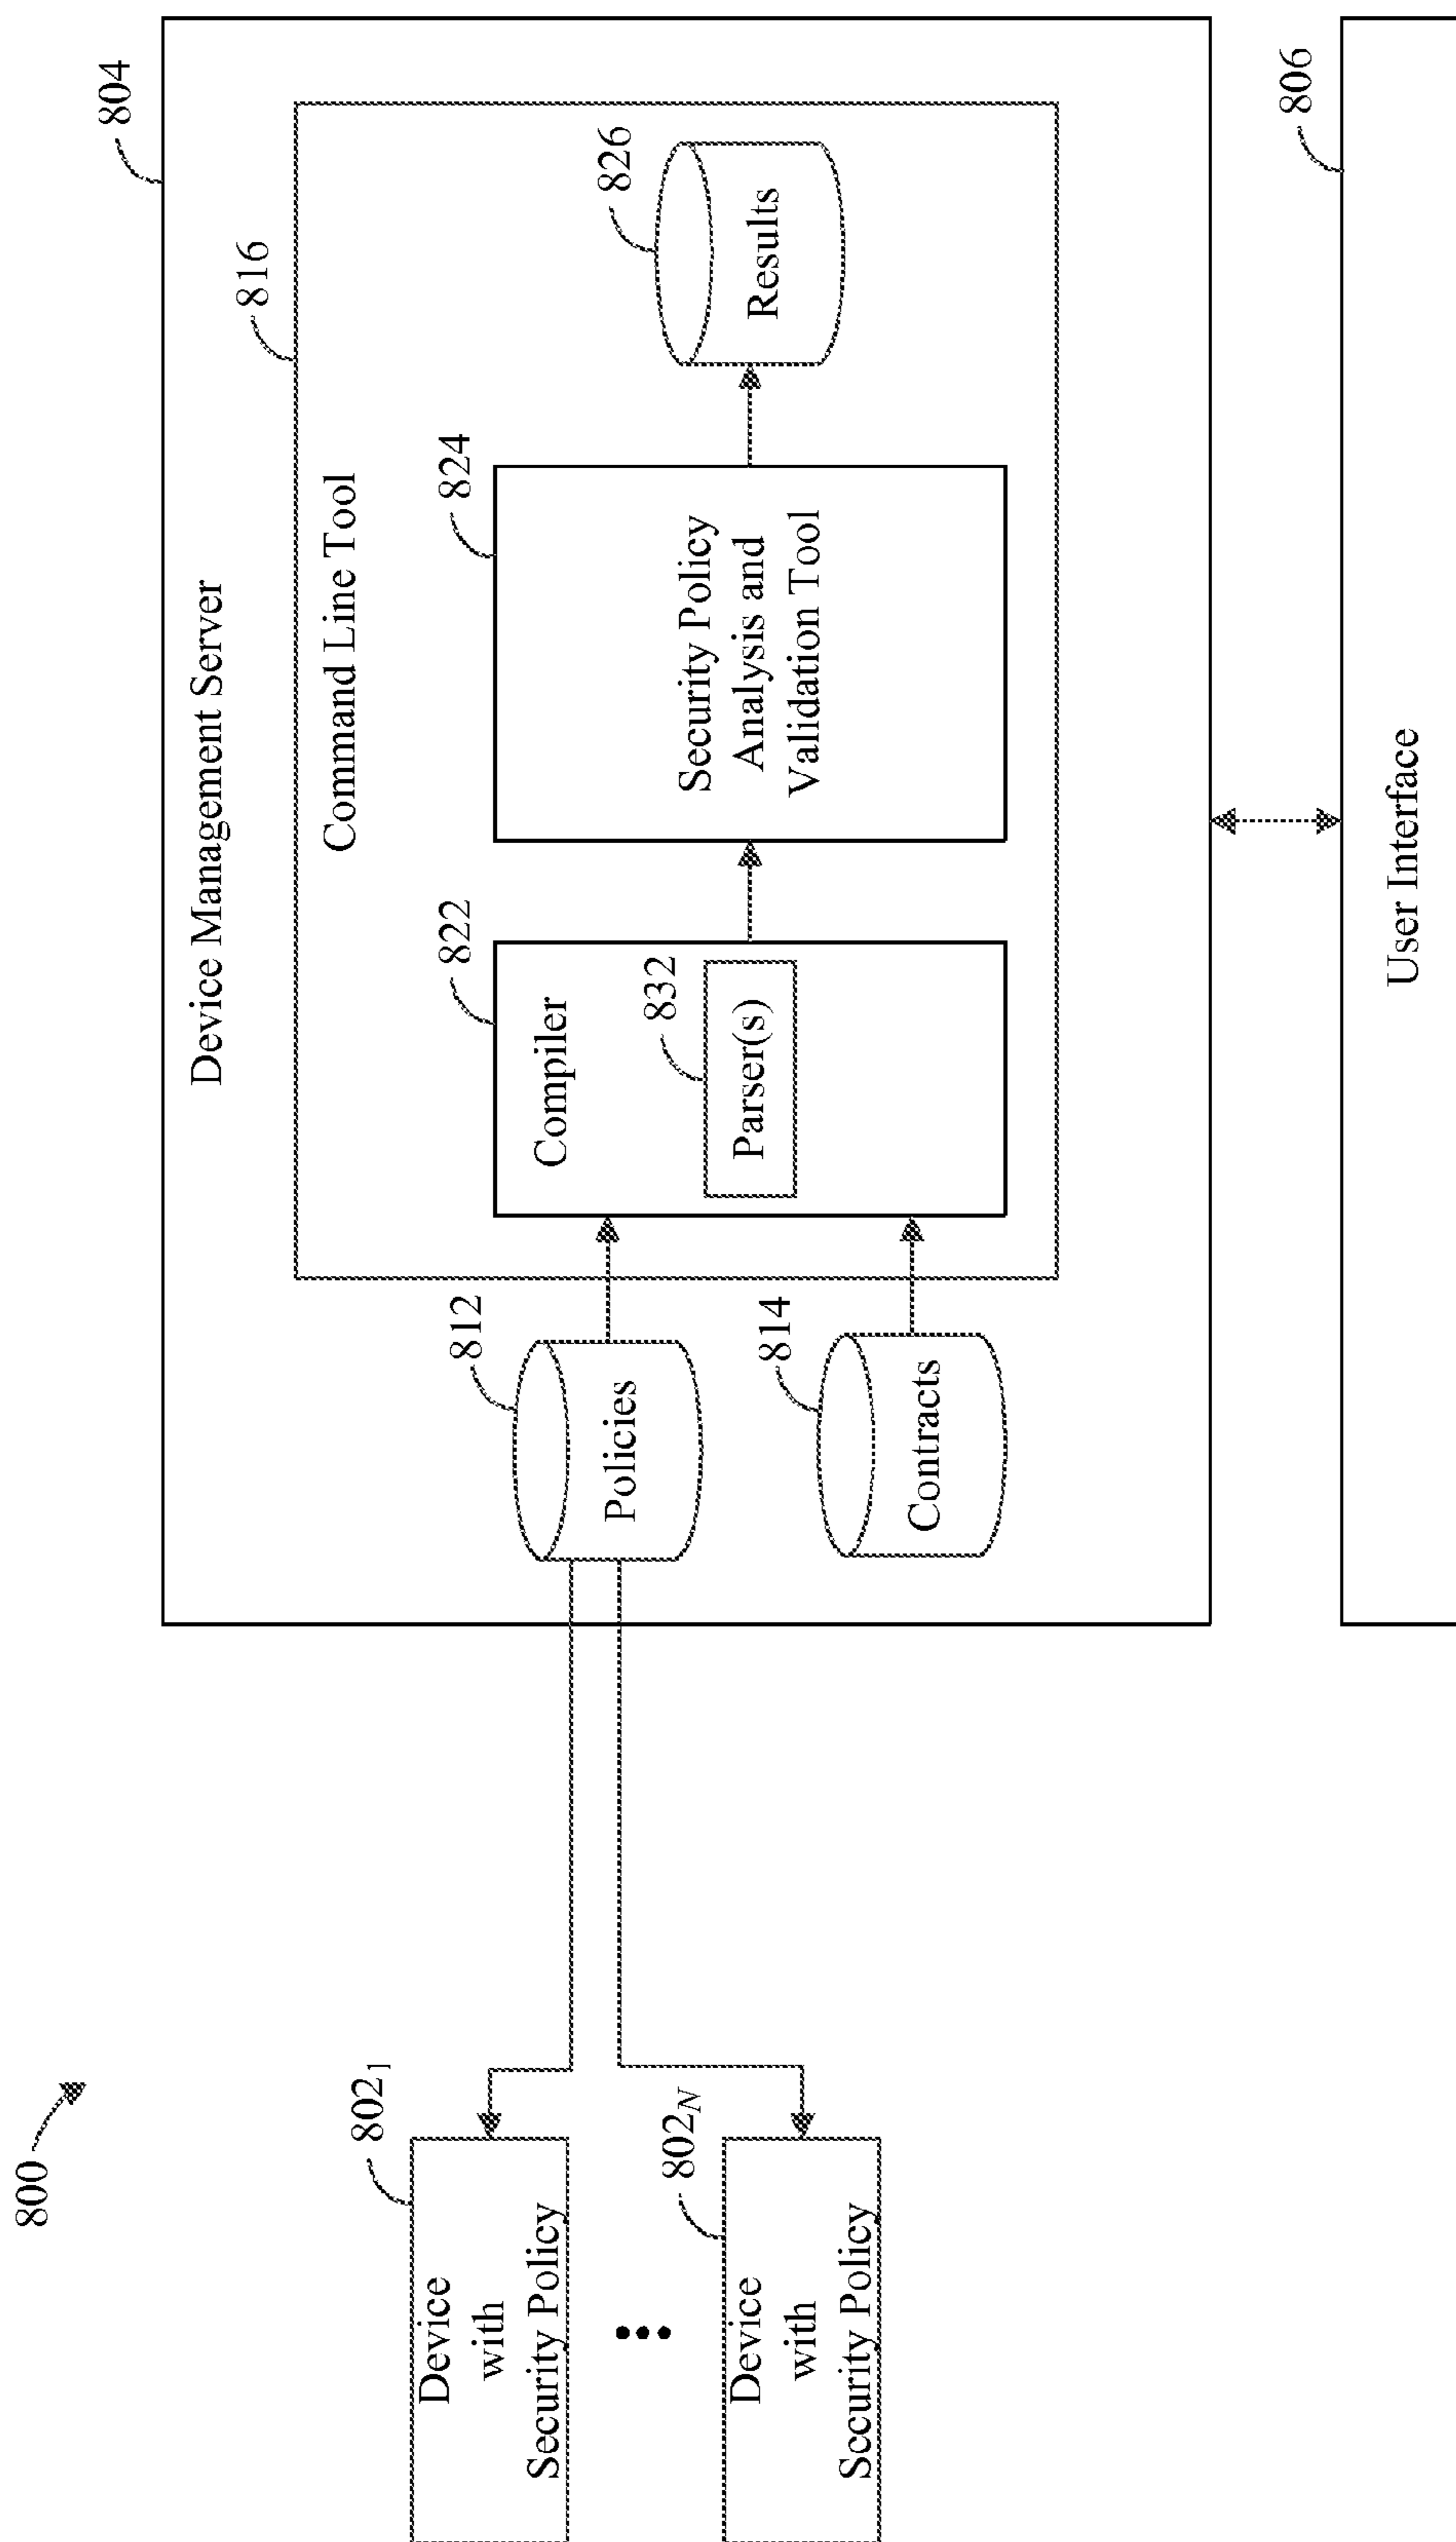 800
802₁
Device
with
Security Policy
802N
Device
with
Sccurity Policy
804
Device Management Server
816
Command Line Tool
812
Policies
814
Contracts
822
Compiler
832
Parser(s)
824
Security Policy
Analysis and
Validation Tool
826
Results
806
User Interface